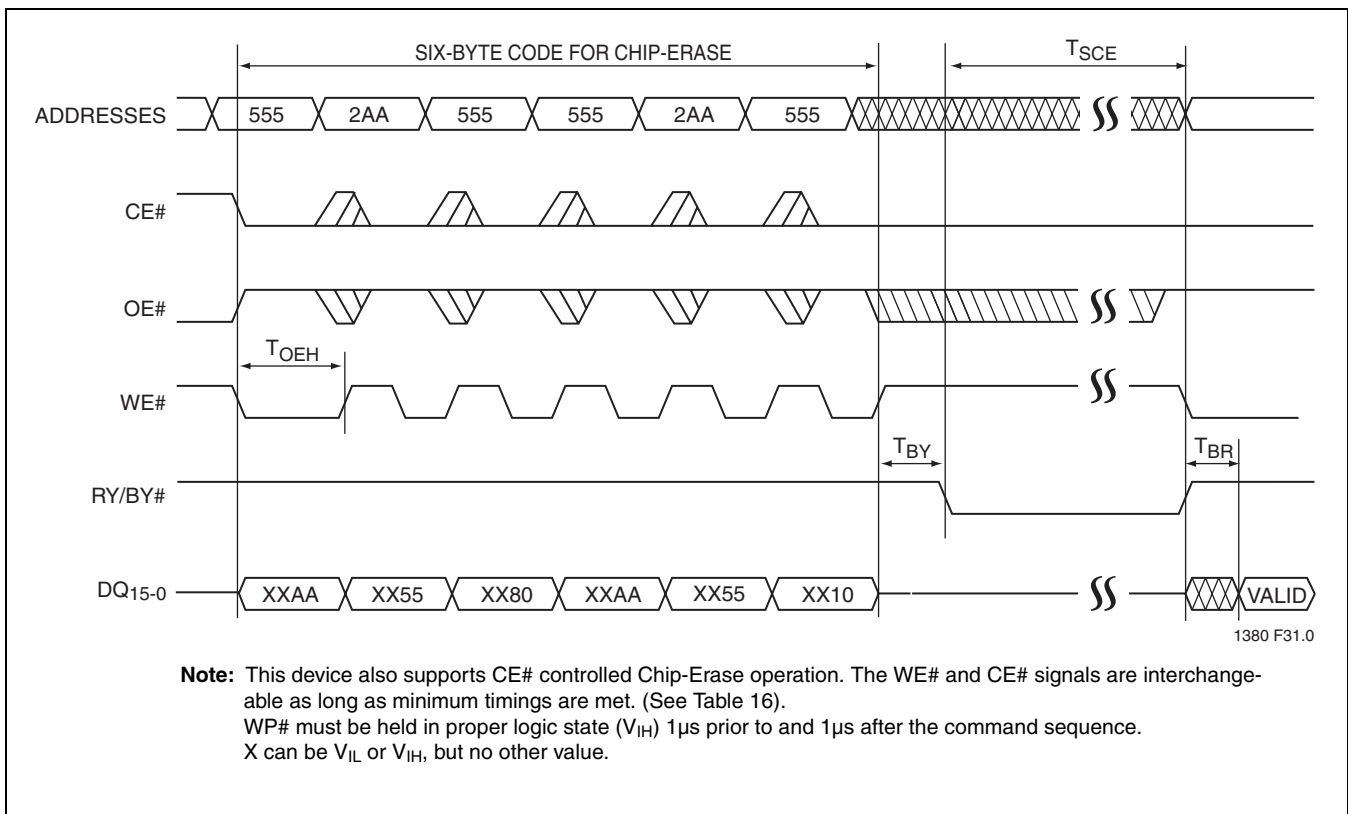 SIX-BYTE CODE FOR CHIP-ERASE TSCE
ADDRESSES 555 2AA 555 555 2AA 555
CE#
OE#
TOEH
WE#
TBY TBR
RY/BY#
DQ15-0 XXAA XX55 XX80 XXAA XX55 XX10 VALID
1380 F31.0
Note: This device also supports CE# controlled Chip-Erase operation. The WE# and CE# signals are interchange-
able as long as minimum timings are met. (See Table 16).
WP# must be held in proper logic state (VIH) 1µs prior to and 1µs after the command sequence.
X can be VIL or VIH, but no other value.